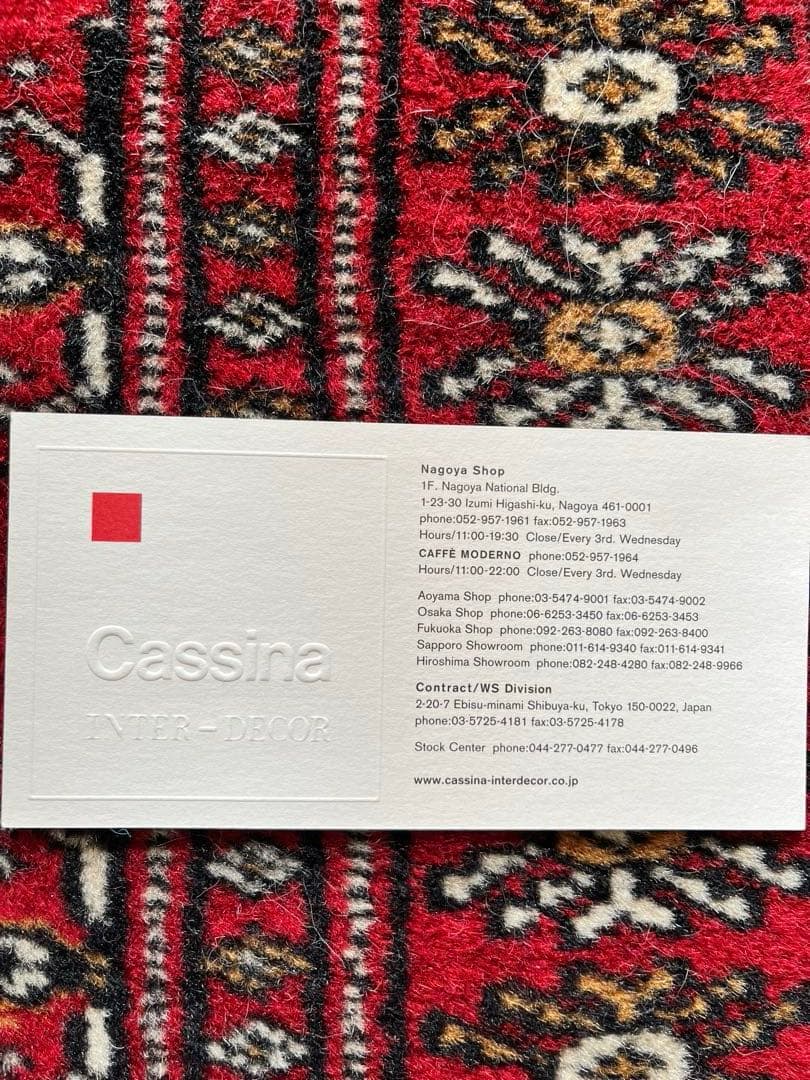 Cassina
INTER-DECOR
Nagoya Shop
1F. Nagoya National Bldg.
1-23-30 Izumi Higashi-ku, Nagoya 461-0001
phone:052-957-1961 fax:052-957-1963
Hours/11:00-19:30 Close/Every 3rd. Wednesday
CAFFÈ MODERNO phone:052-957-1964
Hours/11:00-22:00 Close/Every 3rd. Wednesday
Aoyama Shop phone:03-5474-9001 fax:03-5474-9002
Osaka Shop phone:06-6253-3450 fax:06-6253-3453
Fukuoka Shop phone:092-263-8080 fax:092-263-8400
Sapporo Showroom phone:011-614-9340 fax:011-614-9341
Hiroshima Showroom phone:082-248-4280 fax:082-248-9966
Contract/WS Division
2-20-7 Ebisu-minami Shibuya-ku, Tokyo 150-0022, Japan
phone:03-5725-4181 fax:03-5725-4178
Stock Center phone:044-277-0477 fax:044-277-0496
www.cassina-interdecor.co.jp